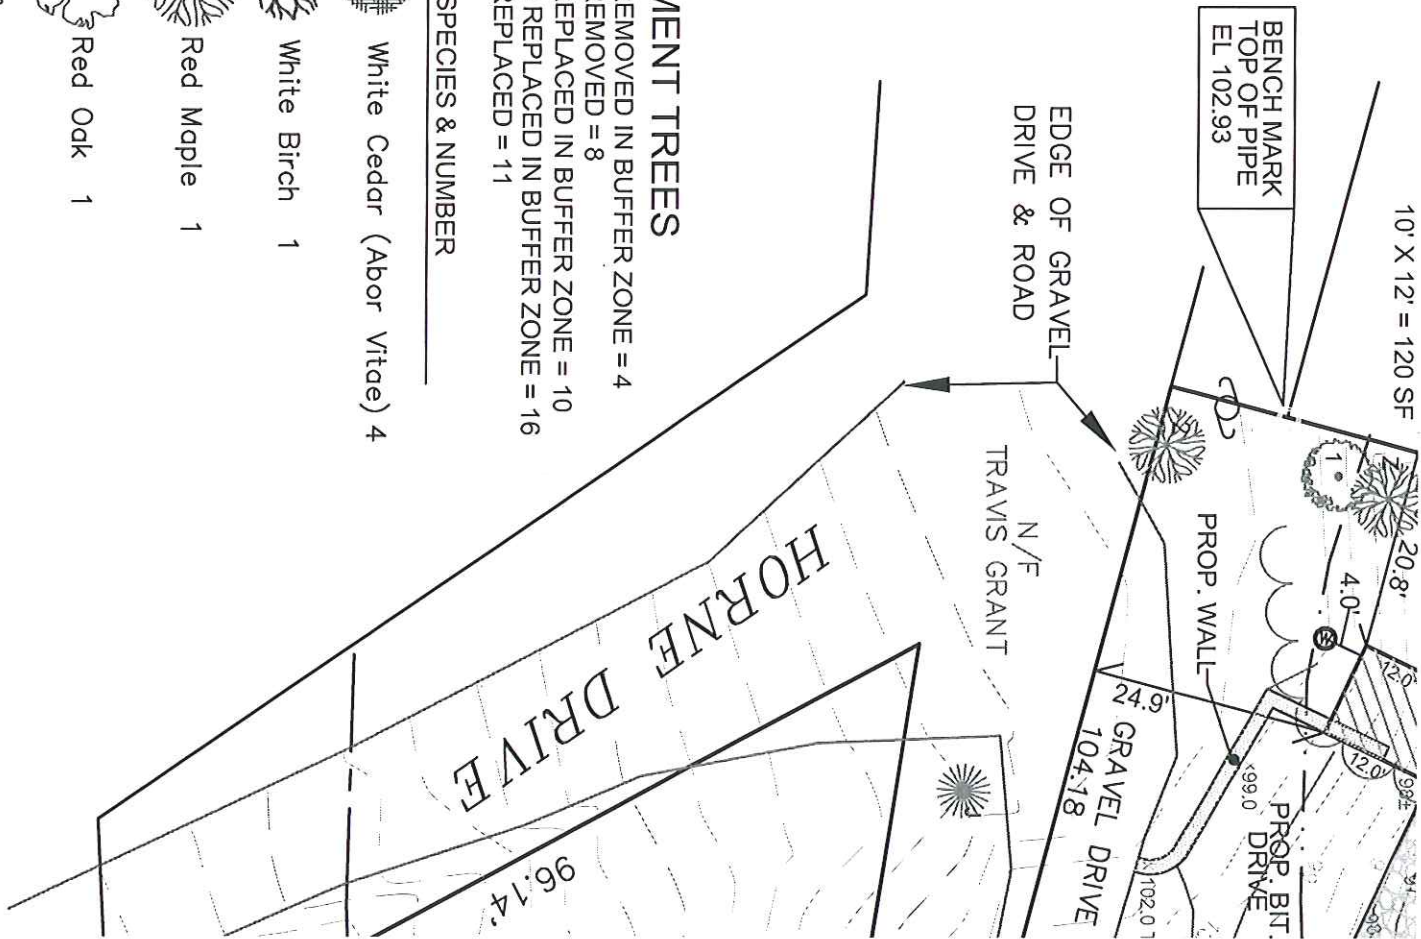 10' X 12' = 120 SF
BENCH MARK
TOP OF PIPE
EL 102.93
EDGE OF GRAVEL
DRIVE & ROAD
N/F
TRAVIS GRANT
HORNE DRIVE
1
20.8'
4.0'
W
12.0'
PROP. WALL
24.9'
GRAVEL DRIVE
104.18
99.0
12.0'
98±
PROP. BIT.
DRIVE
102.0 T
96.14'
MENT TREES
EMOVED IN BUFFER ZONE = 4
EMOVED = 8
EPLACED IN BUFFER ZONE = 10
REPLACED IN BUFFER ZONE = 16
REPLACED = 11
SPECIES & NUMBER
White Cedar (Abor Vitae) 4
White Birch 1
Red Maple 1
Red Oak 1